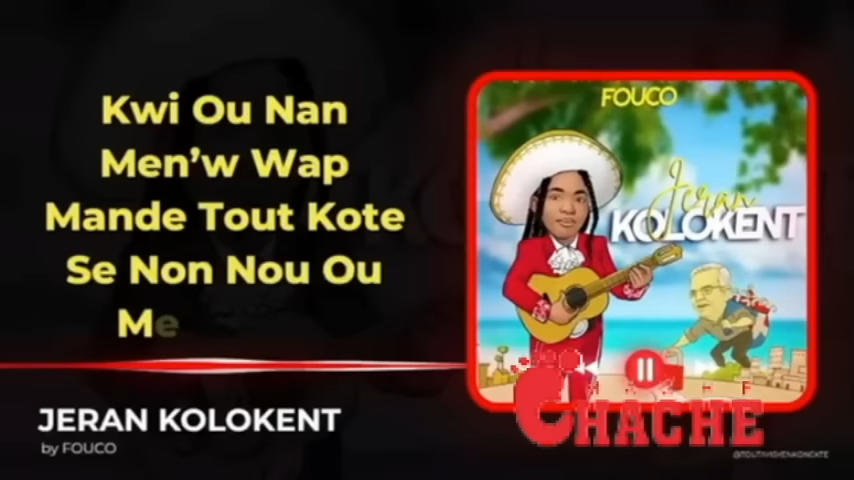 Kwi Ou Nan
Men'w Wap
Mande Tout Kote
Se Non Nou Ou
Me
JERAN KOLOKENT
by FOUCO
FOUCO
Jeran
KOLOKENT
HACHE